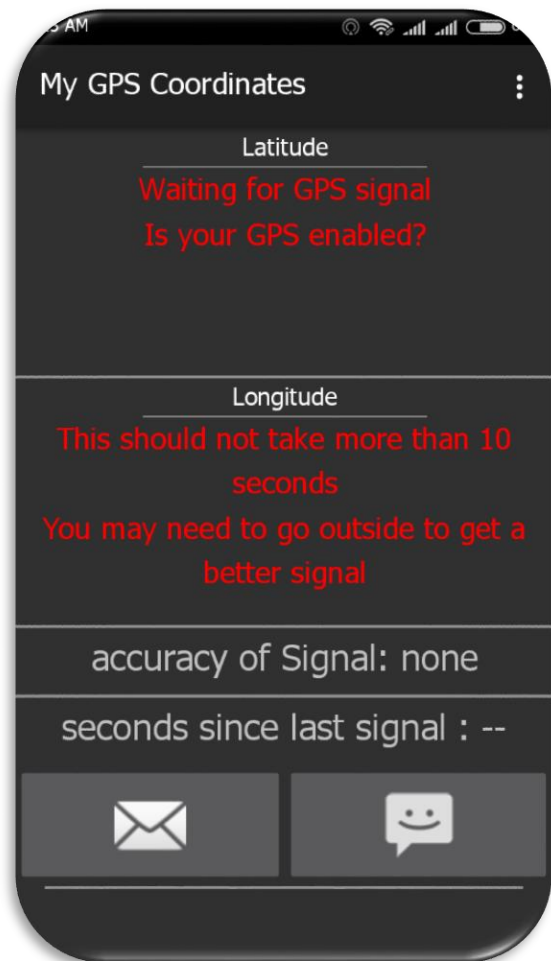 AM
My GPS Coordinates
Latitude
Waiting for GPS signal
Is your GPS enabled?
Longitude
This should not take more than 10
seconds
You may need to go outside to get a
better signal
accuracy of Signal: none
seconds since last signal : --